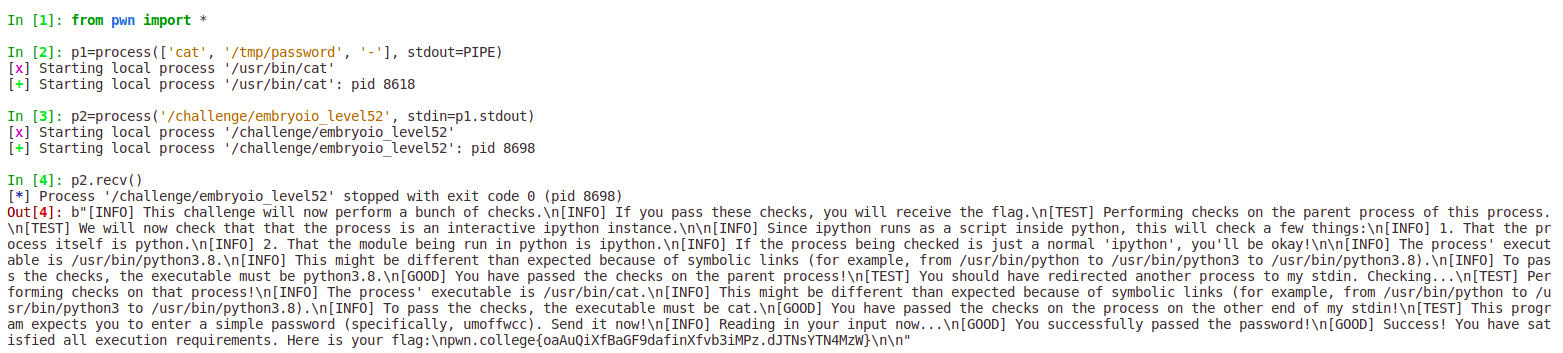 In [1]: from pwn import *
In [2]: p1=process(['cat', '/tmp/password', '-'], stdout=PIPE)
[x] Starting local process '/usr/bin/cat'
[+] Starting local process '/usr/bin/cat': pid 8618
In [3]: p2=process('/challenge/embryoio_level52', stdin=p1.stdout)
[x] Starting local process '/challenge/embryoio_level52'
[+] Starting local process '/challenge/embryoio_level52': pid 8698
In [4]: p2.recv()
[*] Process '/challenge/embryoio_level52' stopped with exit code 0 (pid 8698)
Out[4]: b"[INFO] This challenge will now perform a bunch of checks.\n[INFO] If you pass these checks, you will receive the flag.\n[TEST] Performing checks on the parent process of this process.
\n[TEST] We will now check that that the process is an interactive ipython instance.\n\n[INFO] Since ipython runs as a script inside python, this will check a few things:\n[INFO] 1. That the pr
ocess itself is python.\n[INFO] 2. That the module being run in python is ipython.\n[INFO] If the process being checked is just a normal 'ipython', you'll be okay!\n\n[INFO] The process' execut
able is /usr/bin/python3.8.\n[INFO] This might be different than expected because of symbolic links (for example, from /usr/bin/python to /usr/bin/python3 to /usr/bin/python3.8).\n[INFO] To pas
s the checks, the executable must be python3.8.\n[GOOD] You have passed the checks on the parent process!\n[TEST] You should have redirected another process to my stdin. Checking...\n[TEST] Per
forming checks on that process!\n[INFO] The process' executable is /usr/bin/cat.\n[INFO] This might be different than expected because of symbolic links (for example, from /usr/bin/python to /u
sr/bin/python3 to /usr/bin/python3.8).\n[INFO] To pass the checks, the executable must be cat.\n[GOOD] You have passed the checks on the process on the other end of my stdin!\n[TEST] This progr
am expects you to enter a simple password (specifically, umoffwcc). Send it now!\n[INFO] Reading in your input now...\n[GOOD] You successfully passed the password!\n[GOOD] Success! You have sat
isfied all execution requirements. Here is your flag:\npwn.college{oaAuQiXfBaGF9dafinXfvb3iMPz.dJTNsYTN4MzW}\n\n"